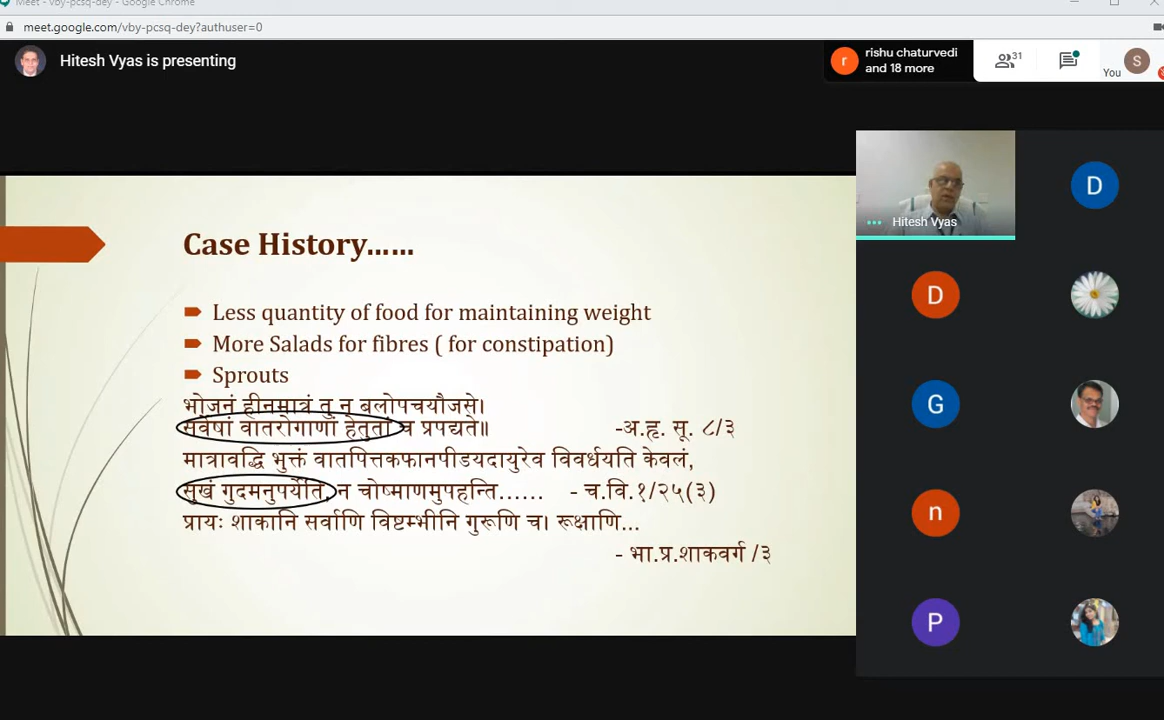 Meet - vby-pcsq-dey - Google Chrome
meet.google.com/vby-pcsq-dey?authuser=0
Hitesh Vyas is presenting
r
rishu chaturvedi
and 18 more
31
You
S
Case History......
Less quantity of food for maintaining weight
More Salads for fibres ( for constipation)
Sprouts
भोजनं हीनमात्रं तु न बलोपचयौजसे।
सर्वेषां वातरोगाणां हेतुतां च प्रपद्यते॥ -अ.हृ. सू. ८/३
मात्रावद्धि भुक्तं वातपित्तकफानपीडयदायुरेव विवर्धयति केवलं,
सुखं गुदमनुपर्येति, न चोष्माणमुपहन्ति...... - च.वि.१/२५(३)
प्रायः शाकानि सर्वाणि विष्टम्भीनि गुरूणि च। रूक्षाणि...
- भा.प्र.शाकवर्ग /३
Hitesh Vyas
D
D
G
n
P